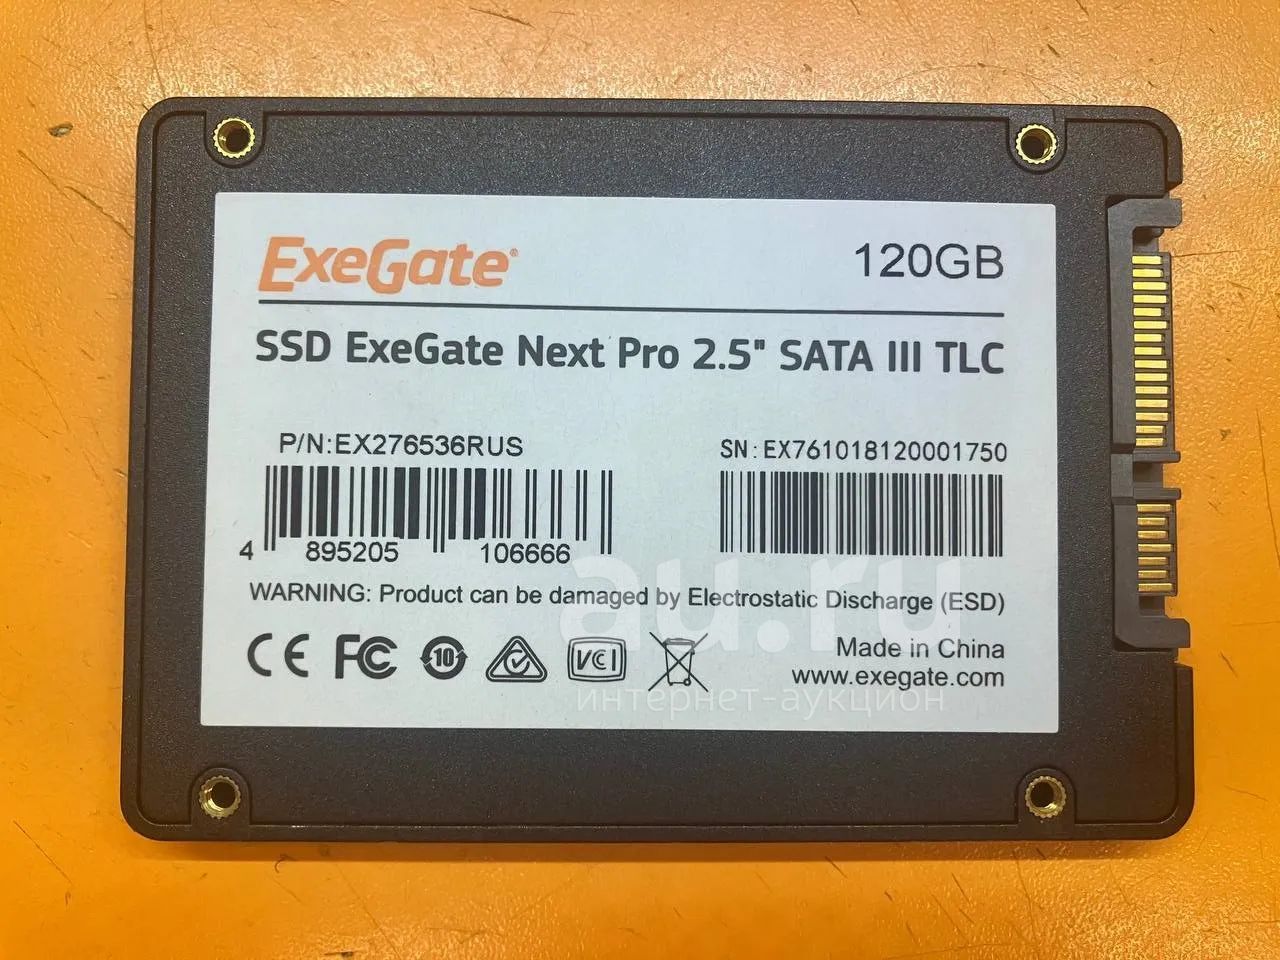 ExeGate®
120GB
SSD ExeGate Next Pro 2.5" SATA III TLC
P/N:EX276536RUS
SN:EX761018120001750
4 895205 106666
WARNING: Product can be damaged by Electrostatic Discharge (ESD)
CE FC 10 VCI
Made in China
www.exegate.com
au.ru
интернет-аукцион